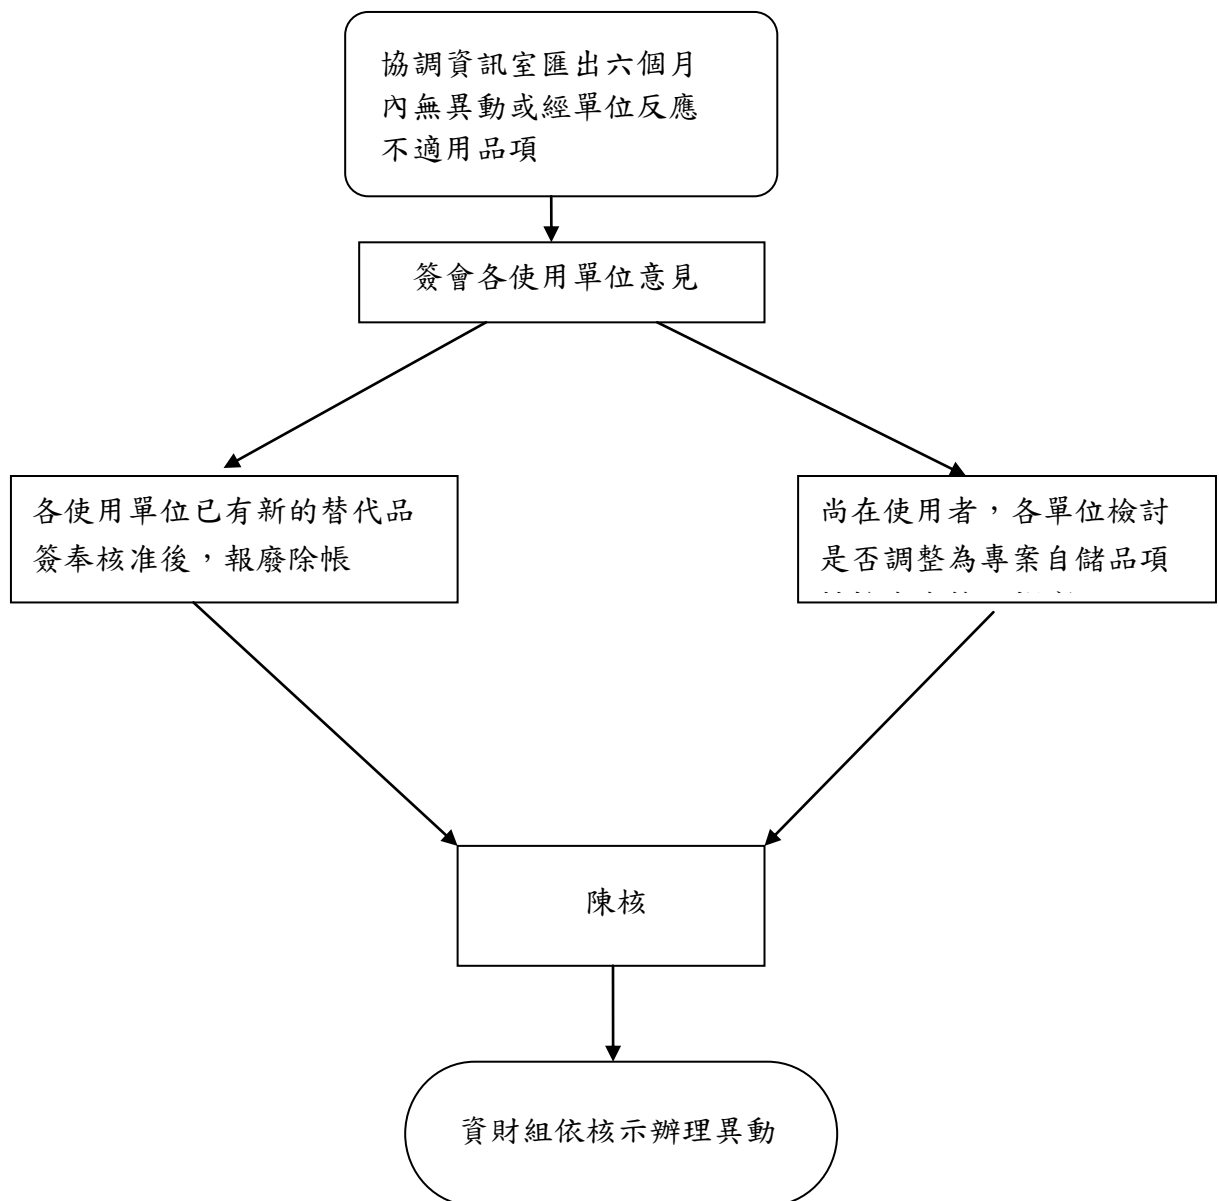 協調資訊室匯出六個月
內無異動或經單位反應
不適用品項
簽會各使用單位意見
各使用單位已有新的替代品
簽奉核准後，報廢除帳
尚在使用者，各單位檢討
是否調整為專案自儲品項
陳核
資財組依核示辦理異動